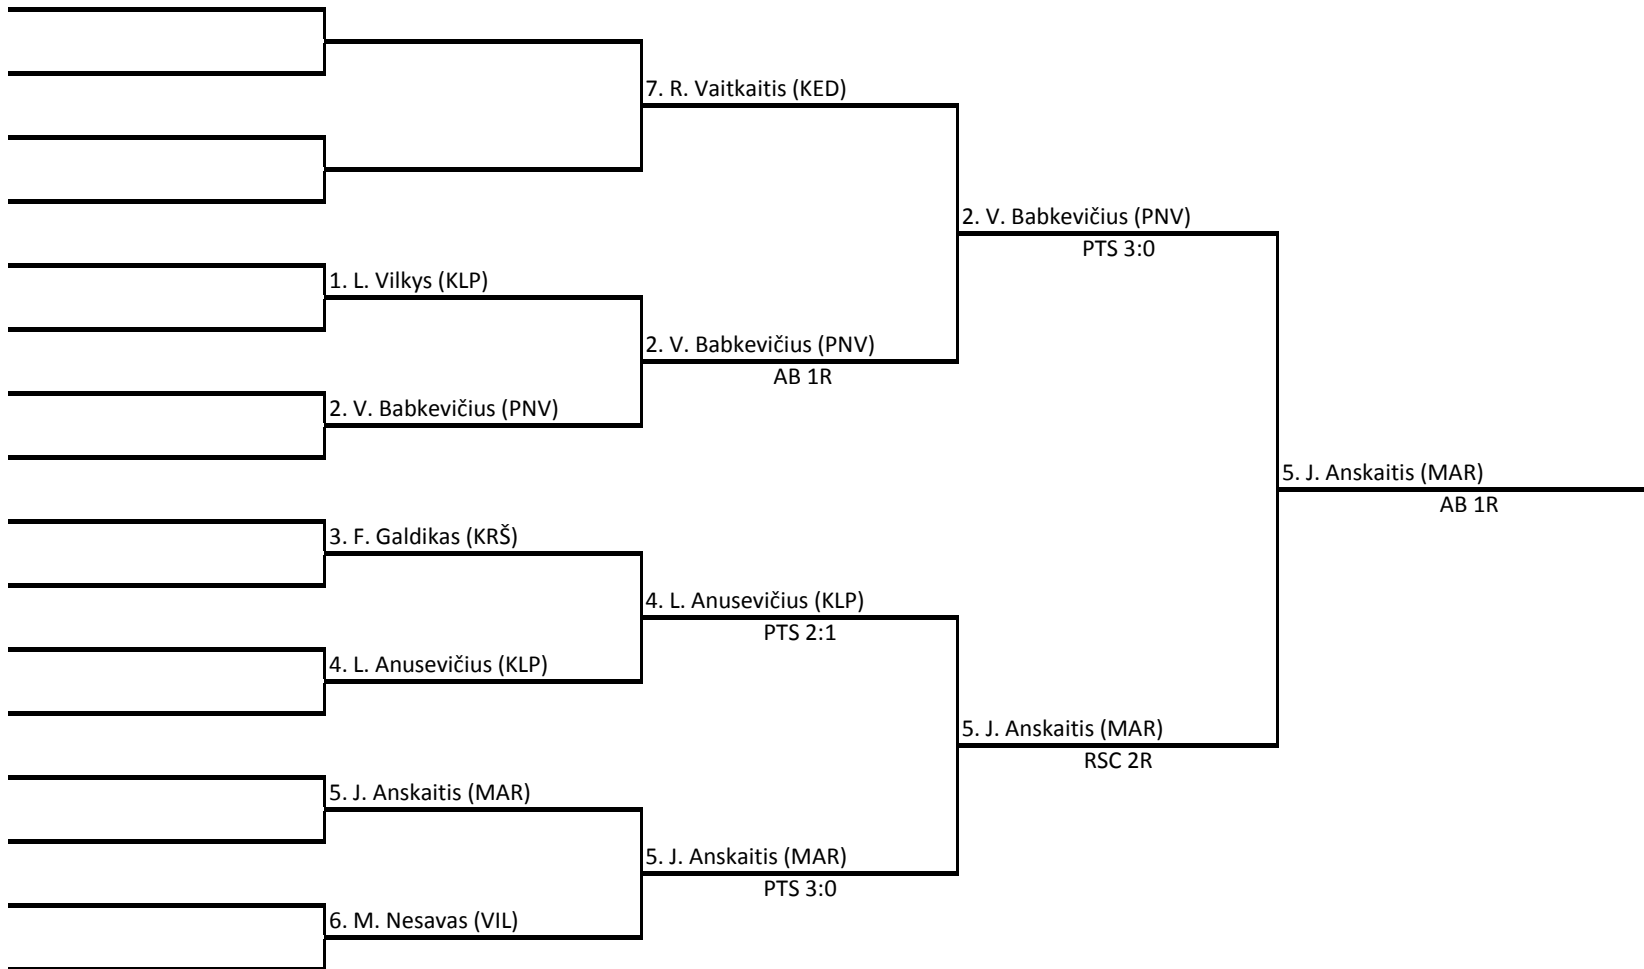 7. R. Vaitkaitis (KED)
2. V. Babkevičius (PNV)
PTS 3:0
1. L. Vilkys (KLP)
2. V. Babkevičius (PNV)
AB 1R
2. V. Babkevičius (PNV)
5. J. Anskaitis (MAR)
AB 1R
3. F. Galdikas (KRŠ)
4. L. Anusevičius (KLP)
PTS 2:1
4. L. Anusevičius (KLP)
5. J. Anskaitis (MAR)
RSC 2R
5. J. Anskaitis (MAR)
5. J. Anskaitis (MAR)
PTS 3:0
6. M. Nesavas (VIL)